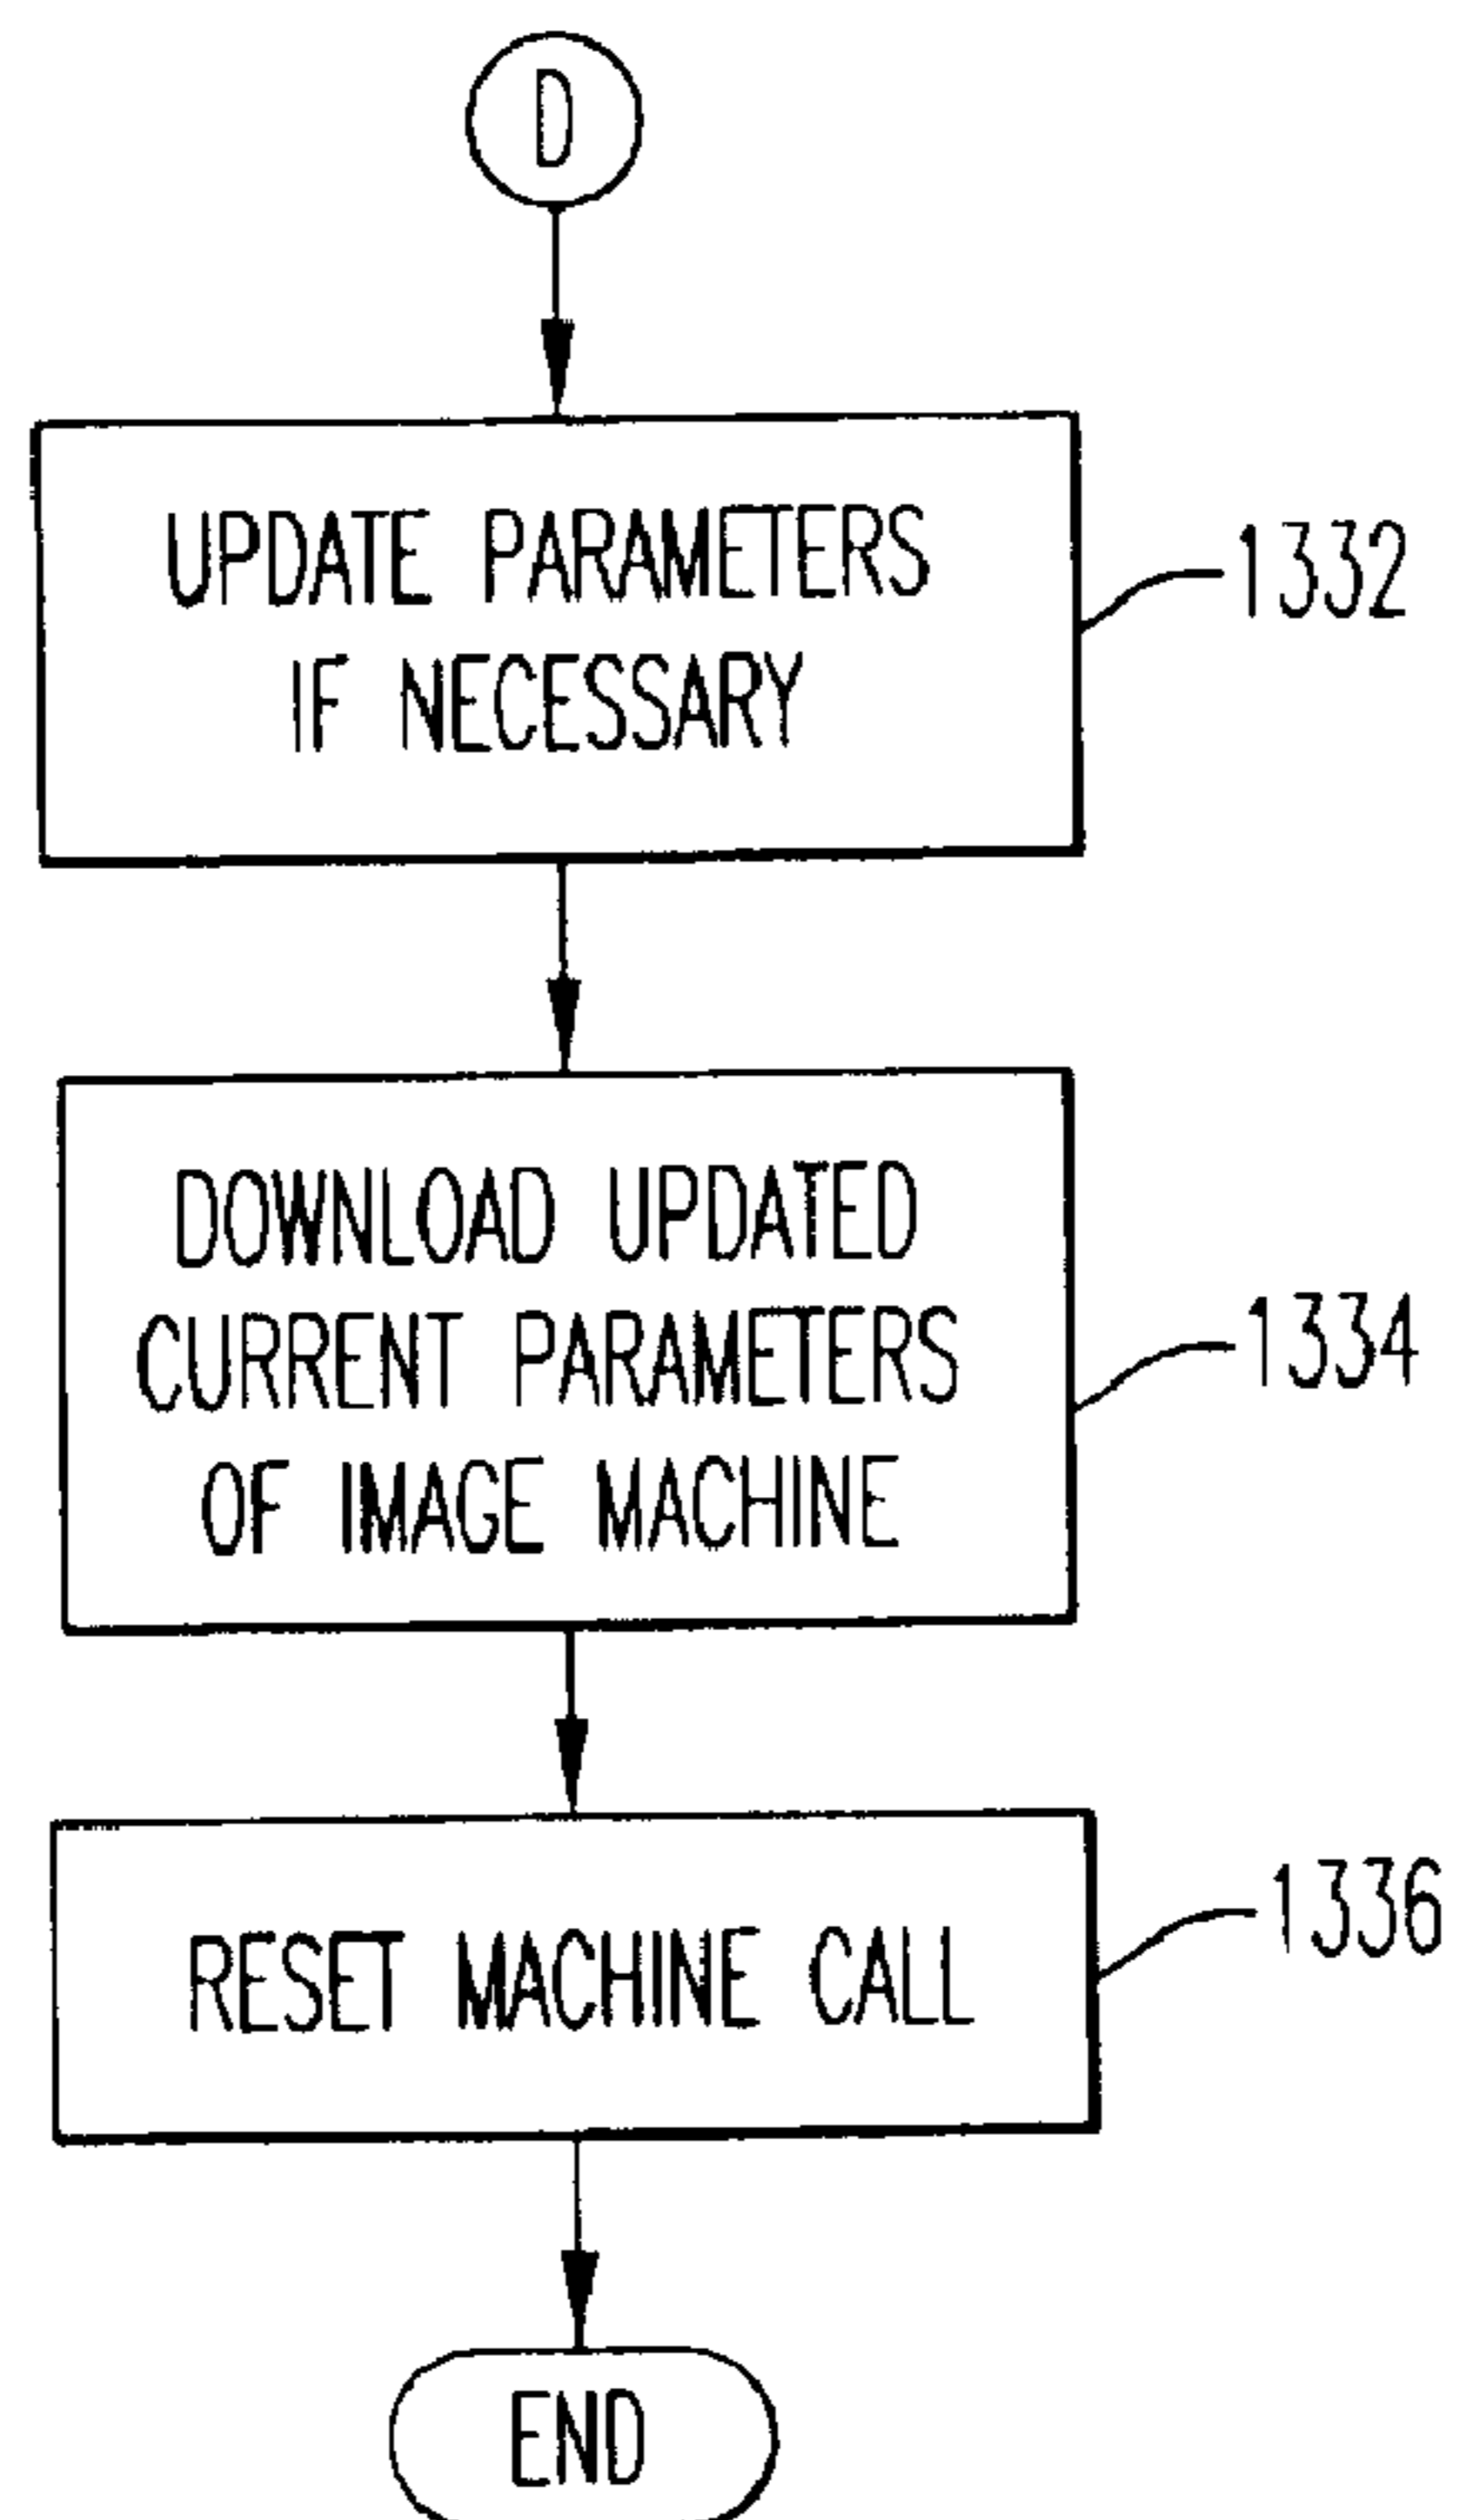 D
UPDATE PARAMETERS
IF NECESSARY
1332
DOWNLOAD UPDATED
CURRENT PARAMETERS
OF IMAGE MACHINE
1334
RESET MACHINE CALL
1336
END